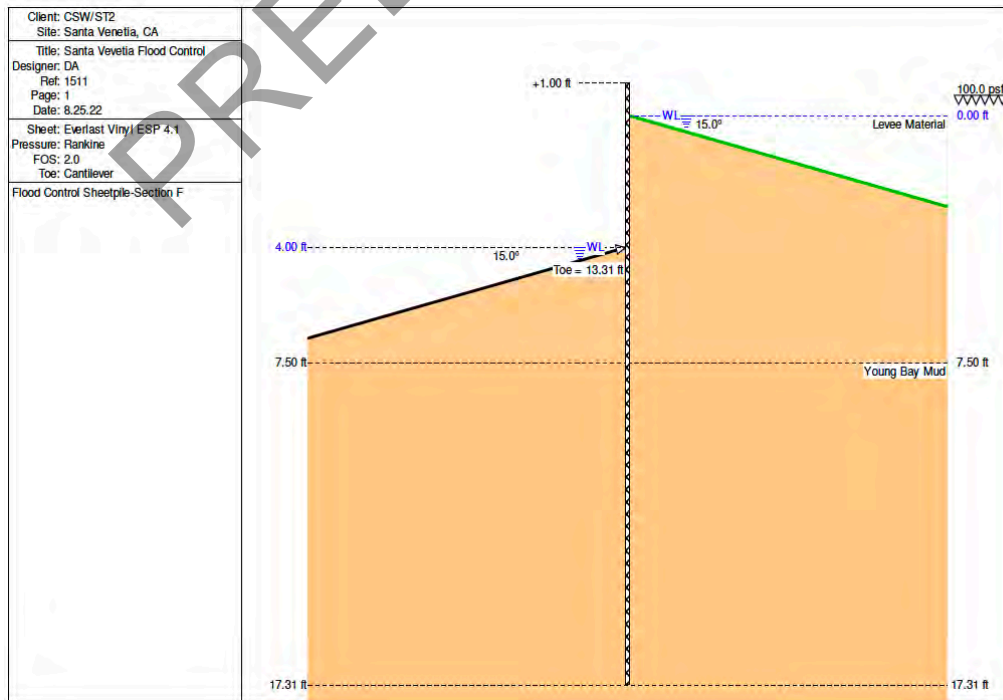 Client: CSW/ST2
Site: Santa Venetia, CA
Title: Santa Vevetia Flood Control
Designer: DA
Ref: 1511
Page: 1
Date: 8.25.22
Sheet: Everlast Vinyl ESP 4.1
Pressure: Rankine
FOS: 2.0
Toe: Cantilever
Flood Control Sheetpile-Section F
PRE
+1.00 ft
100.0 psf
WL
0.00 ft
15.0º
Levee Material
4.00 ft
WL
15.0º
Toe = 13.31 ft
7.50 ft
7.50 ft
Young Bay Mud
17.31 ft
17.31 ft